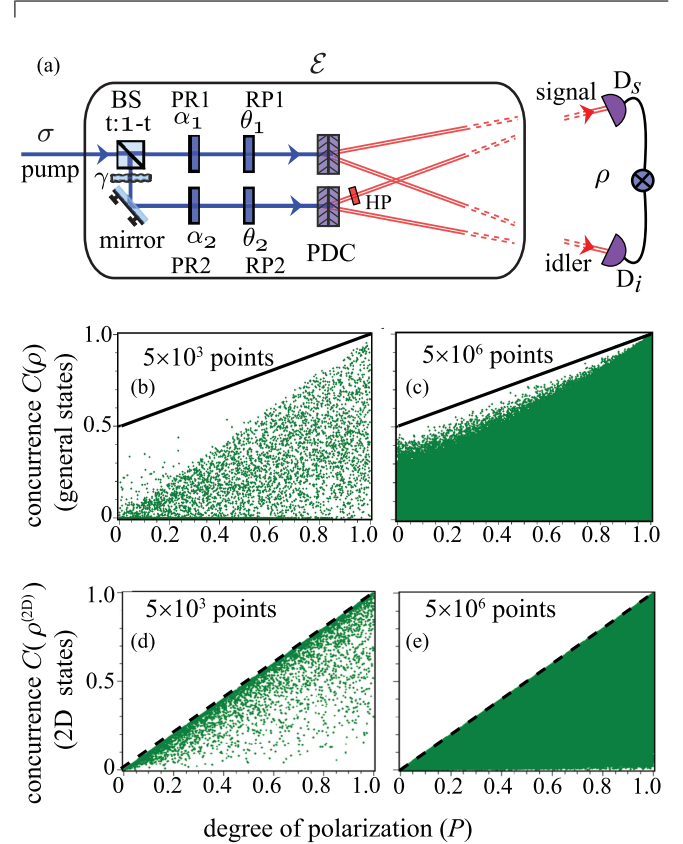 (a)
ℰ
BS
t:1-t
PR1
α₁
RP1
θ₁
σ
pump
γ
mirror
α₂
PR2
θ₂
RP2
HP
PDC
signal
Dₛ
ρ
idler
Dᵢ
concurrence C(ρ)
(general states)
1.0
0.5
0
5×10³ points
(b)
0 0.2 0.4 0.6 0.8 1.0
5×10⁶ points
(c)
0 0.2 0.4 0.6 0.8 1.0
concurrence C(ρ⁽²ᴰ⁾)
(2D states)
1.0
0.5
0
5×10³ points
(d)
0 0.2 0.4 0.6 0.8 1.0
5×10⁶ points
(e)
0 0.2 0.4 0.6 0.8 1.0
degree of polarization (P)